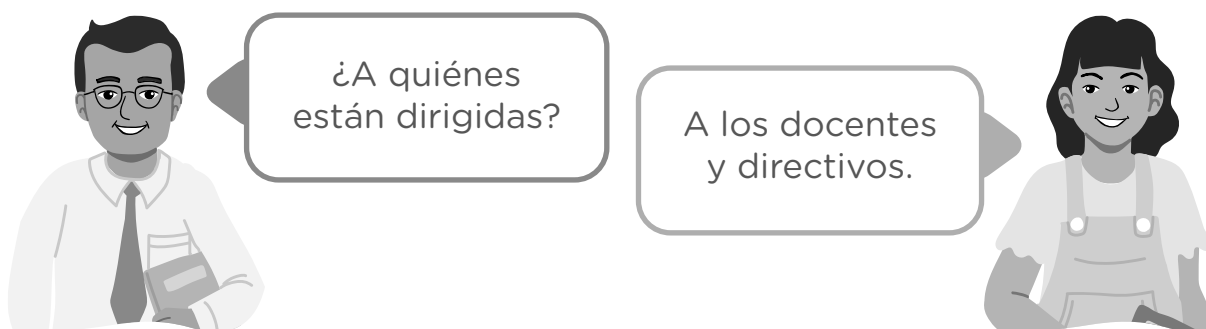 ¿A quiénes
están dirigidas?
A los docentes
y directivos.